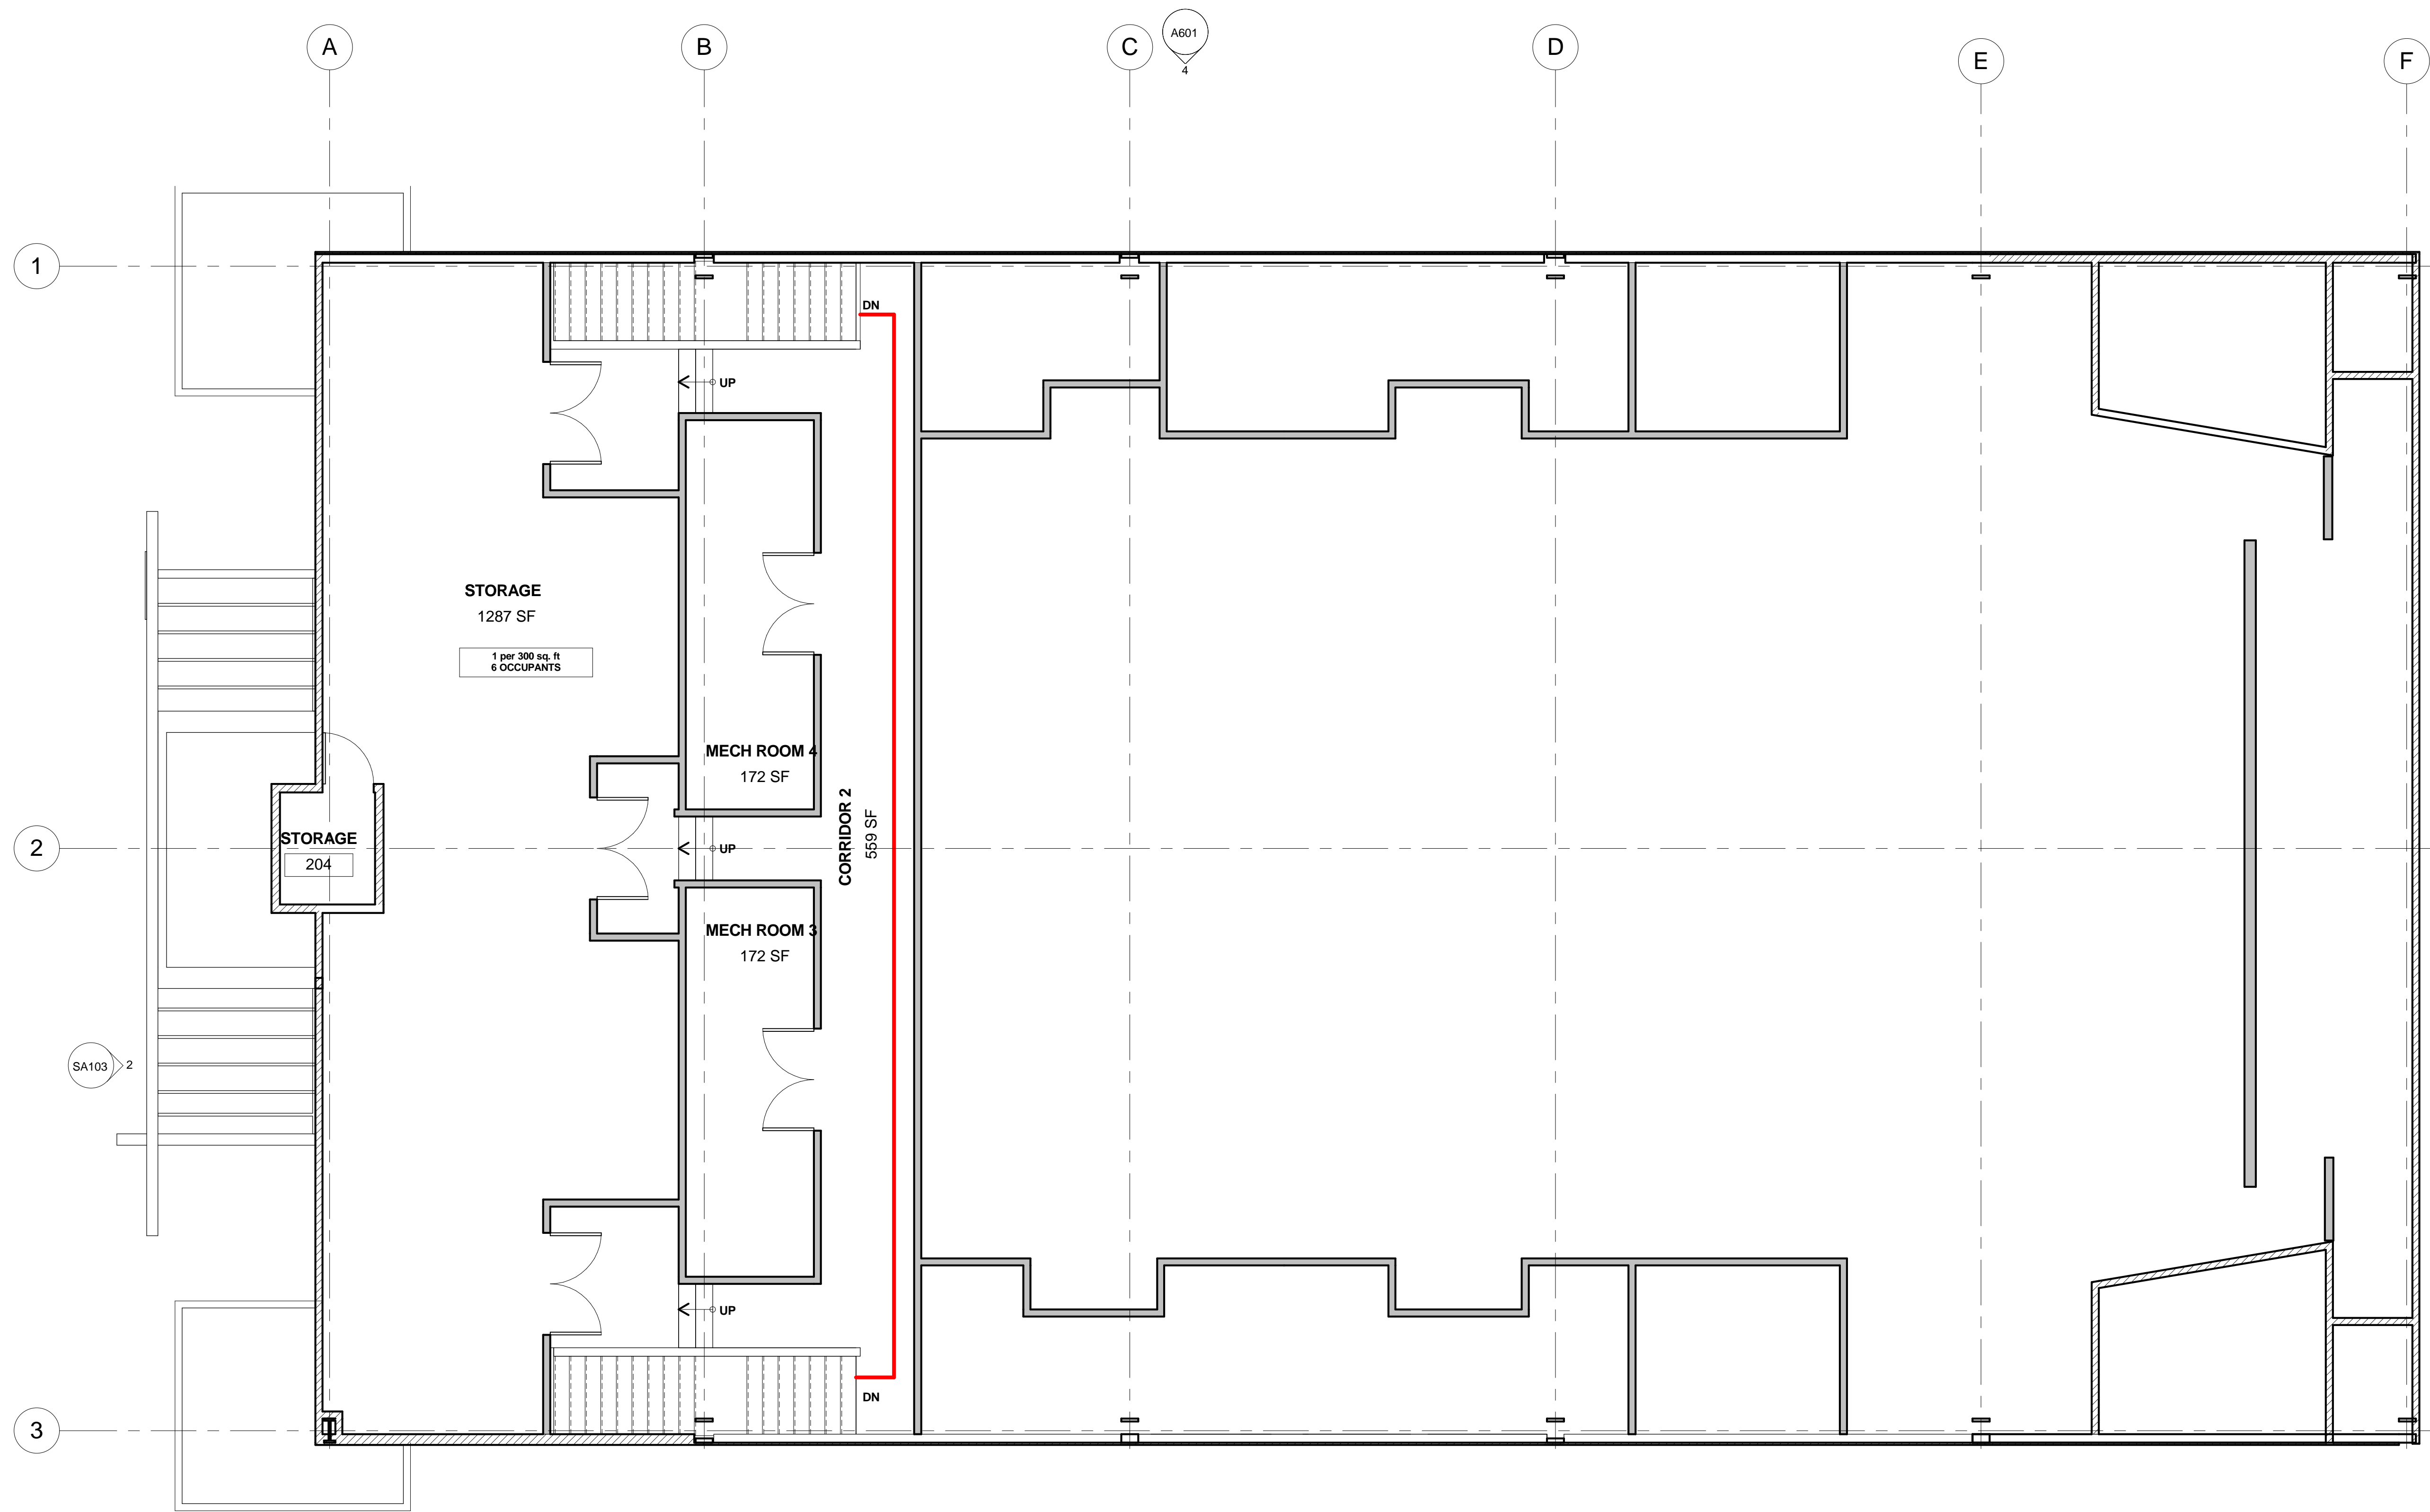 A
B
C
A601
4
D
E
F
1
DN
UP
STORAGE
1287 SF
1 per 300 sq. ft
6 OCCUPANTS
MECH ROOM 4
172 SF
CORRIDOR 2
559 SF
2
STORAGE
204
UP
MECH ROOM 3
172 SF
SA103
2
UP
DN
3